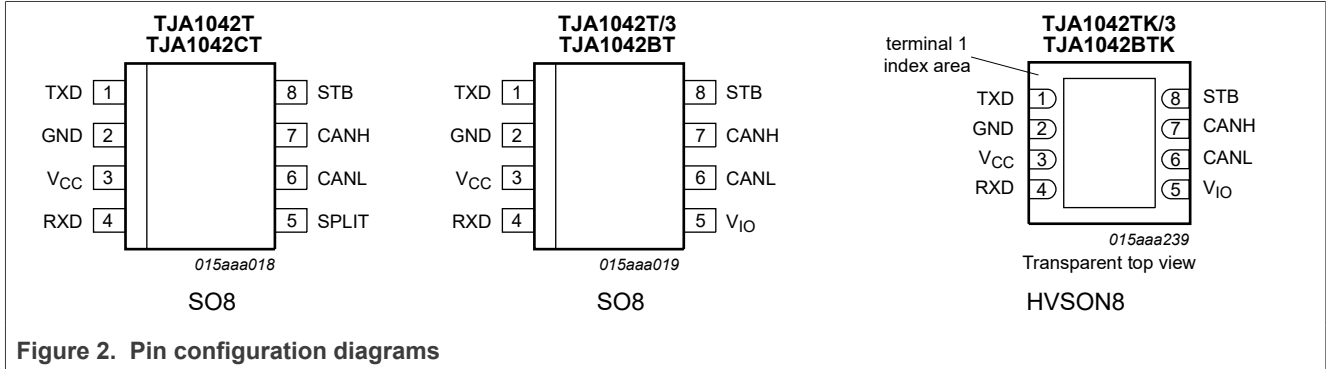 TJA1042T
TJA1042CT
TXD 1
GND 2
VCC 3
RXD 4
8 STB
7 CANH
6 CANL
5 SPLIT
015aaa018
SO8
TJA1042T/3
TJA1042BT
TXD 1
GND 2
VCC 3
RXD 4
8 STB
7 CANH
6 CANL
5 VIO
015aaa019
SO8
TJA1042TK/3
TJA1042BTK
terminal 1
index area
TXD 1
GND 2
VCC 3
RXD 4
8 STB
7 CANH
6 CANL
5 VIO
015aaa239
Transparent top view
HVSON8
Figure 2. Pin configuration diagrams